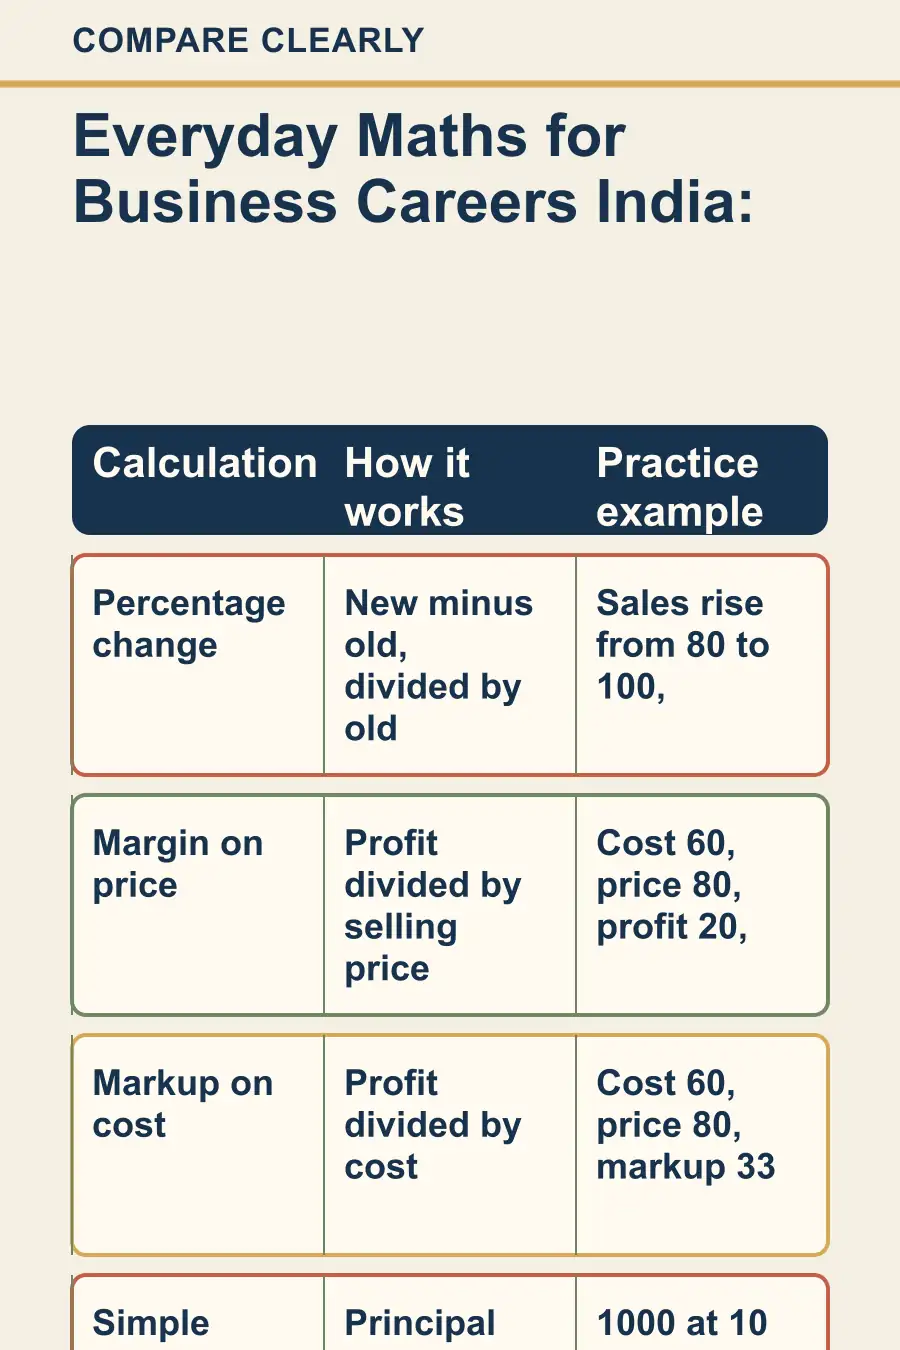 COMPARE CLEARLY
Everyday Maths for
Business Careers India:
Calculation
How it
works
Practice
example
Percentage
change
New minus
old,
divided by
old
Sales rise
from 80 to
100,
Margin on
price
Profit
divided by
selling
price
Cost 60,
price 80,
profit 20,
Markup on
cost
Profit
divided by
cost
Cost 60,
price 80,
markup 33
Simple
Principal
1000 at 10